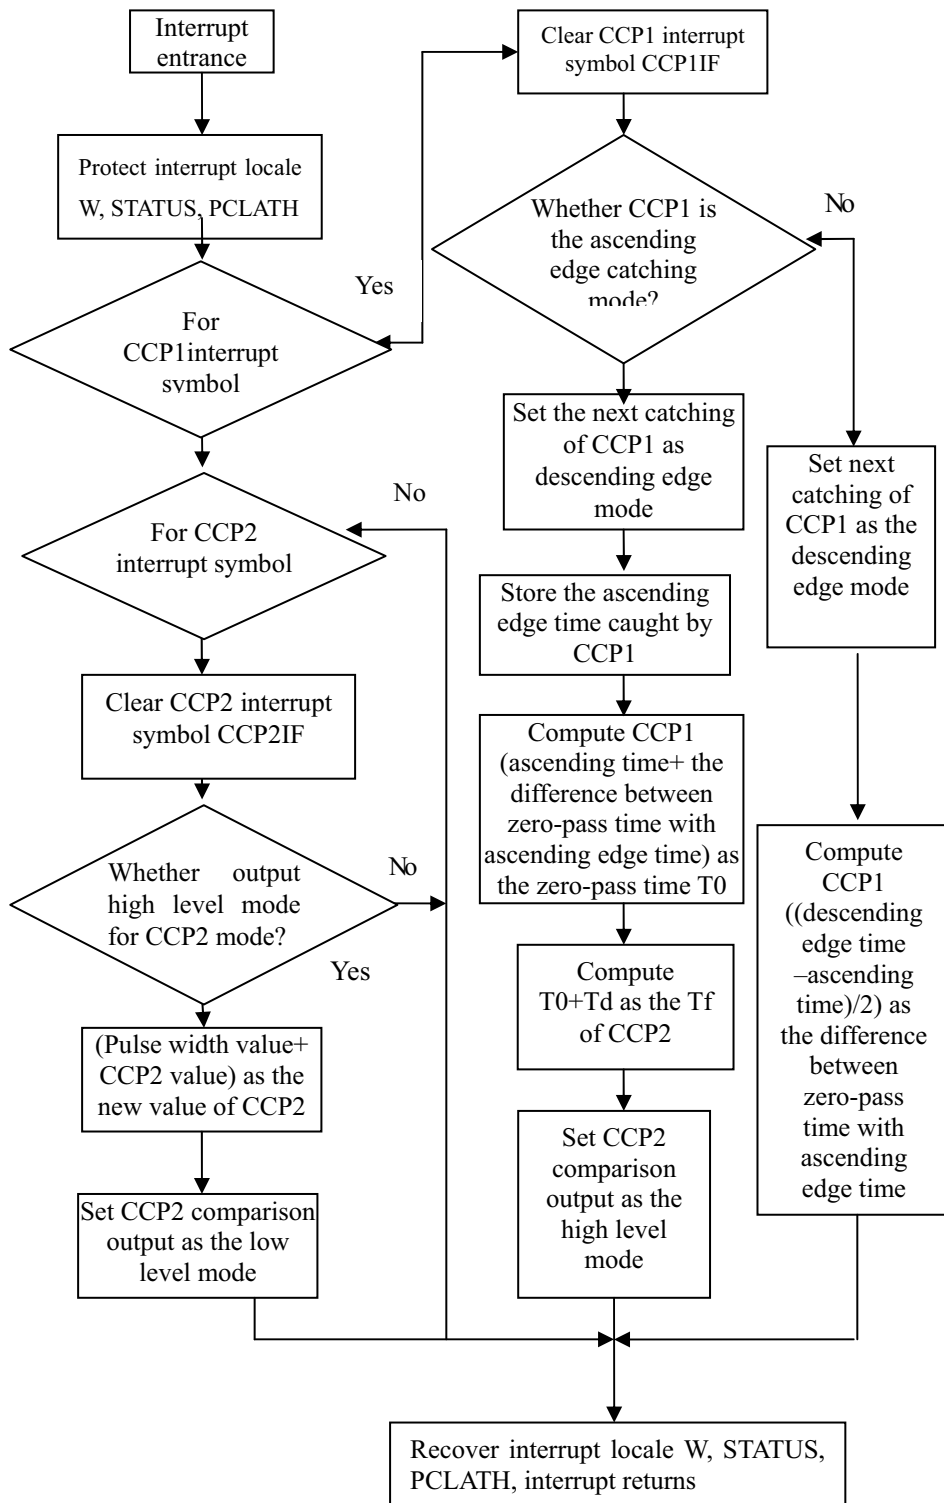 Interrupt
entrance
Protect interrupt locale
W, STATUS, PCLATH
Yes
For
CCP1interrupt
symbol
No
For CCP2
interrupt symbol
Clear CCP2 interrupt
symbol CCP2IF
Whether output
high level mode
for CCP2 mode?
No
Yes
(Pulse width value+
CCP2 value) as the
new value of CCP2
Set CCP2 comparison
output as the low
level mode
Clear CCP1 interrupt
symbol CCP1IF
Whether CCP1 is
the ascending
edge catching
mode?
No
Set the next catching
of CCP1 as
descending edge
mode
Store the ascending
edge time caught by
CCP1
Compute CCP1
(ascending time+ the
difference between
zero-pass time with
ascending edge time) as
the zero-pass time T0
Compute
T0+Td as the Tf
of CCP2
Set CCP2
comparison
output as the
high level
mode
Set next
catching of
CCP1 as the
descending
edge mode
Compute
CCP1
((descending
edge time
–ascending
time)/2) as
the difference
between
zero-pass
time with
ascending
edge time
Recover interrupt locale W, STATUS,
PCLATH, interrupt returns